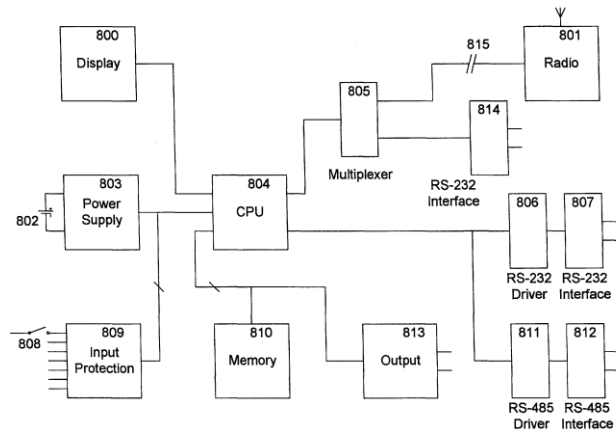 800
Display
815
801
Radio
805
Multiplexer
814
RS-232
Interface
803
Power
Supply
802
804
CPU
806
RS-232
Driver
807
RS-232
Interface
808
809
Input
Protection
810
Memory
813
Output
811
RS-485
Driver
812
RS-485
Interface